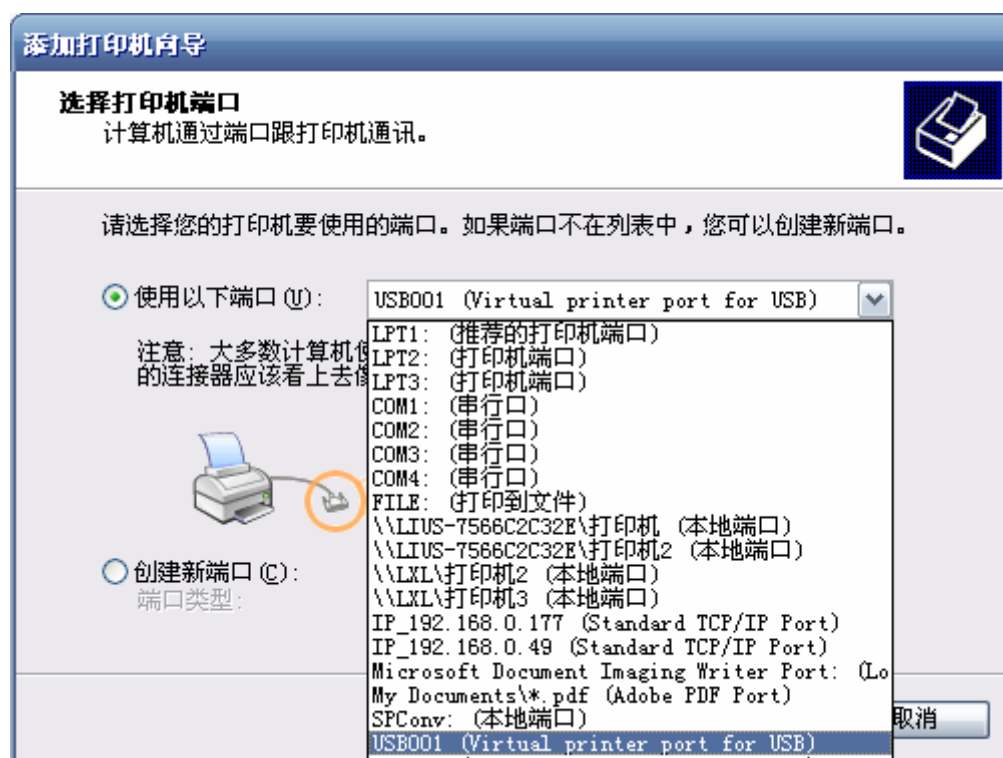 添加打印机向导
选择打印机端口
计算机通过端口跟打印机通讯。
请选择您的打印机要使用的端口。如果端口不在列表中，您可以创建新端口。
使用以下端口(U):
USB001 (Virtual printer port for USB)
注意: 大多数计算机
的连接器应该看上去
LPT1: (推荐的打印机端口)
LPT2: (打印机端口)
LPT3: (打印机端口)
COM1: (串行口)
COM2: (串行口)
COM3: (串行口)
COM4: (串行口)
FILE: (打印到文件)
\\LIUS-7566C2C32E\打印机 (本地端口)
\\LIUS-7566C2C32E\打印机2 (本地端口)
\\LXL\打印机2 (本地端口)
\\LXL\打印机3 (本地端口)
IP_192.168.0.177 (Standard TCP/IP Port)
IP_192.168.0.49 (Standard TCP/IP Port)
Microsoft Document Imaging Writer Port: (Lo
My Documents\*.pdf (Adobe PDF Port)
SPConv: (本地端口)
USB001 (Virtual printer port for USB)
创建新端口(C):
端口类型:
取消